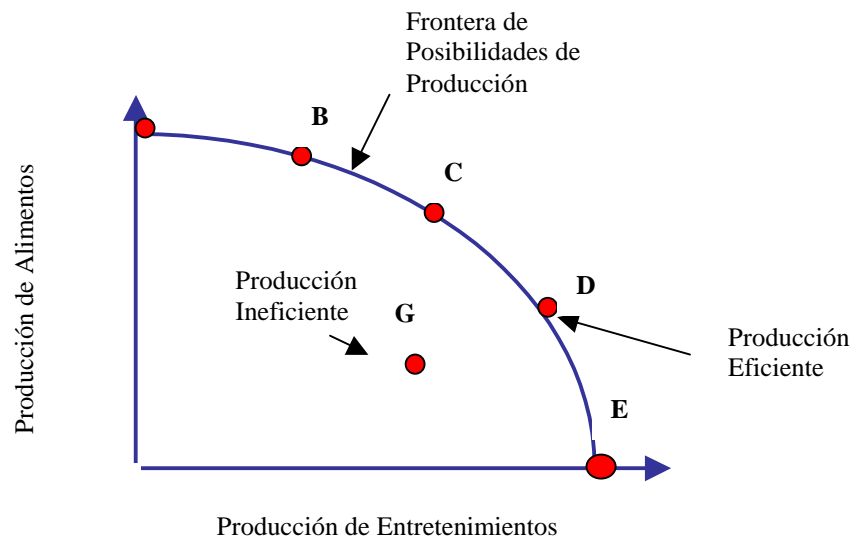 Frontera de
Posibilidades de
Producción
B
C
Producción de Alimentos
Producción
Ineficiente
G
D
Producción
Eficiente
E
Producción de Entretenimientos